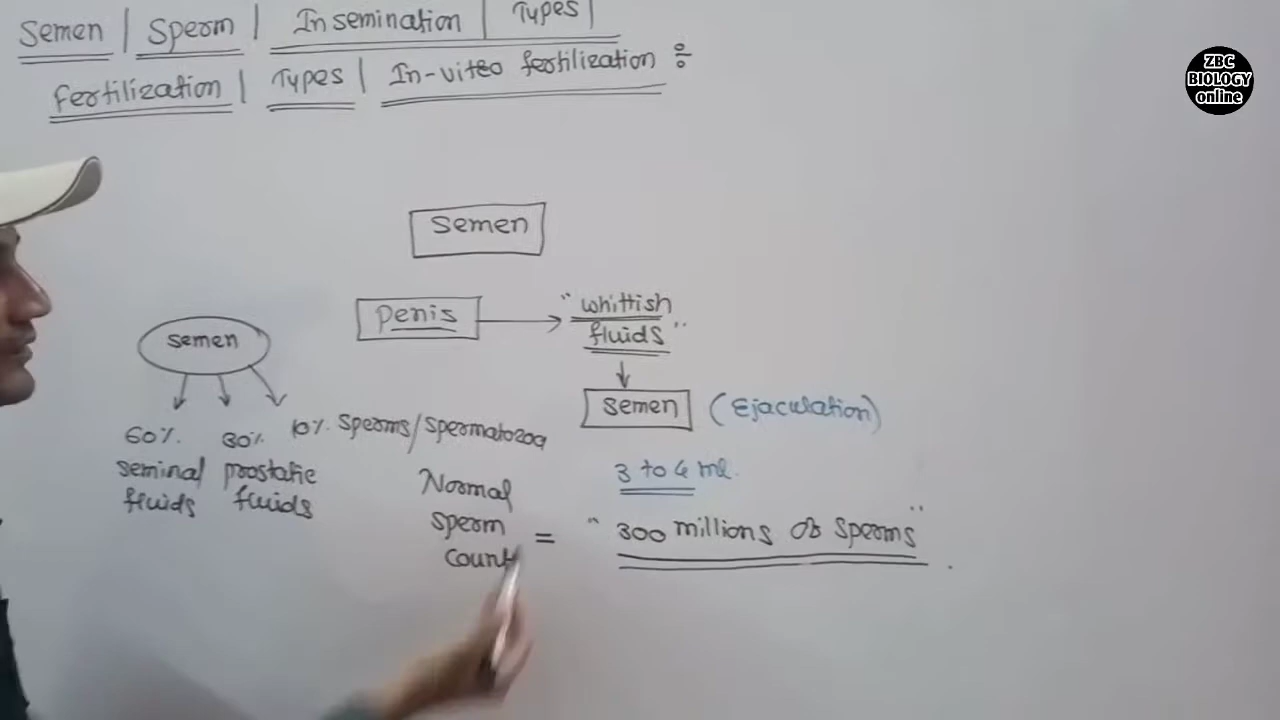 Semen | Sperm | Insemination | Types |
fertilization | Types | In-vitro fertilization ÷
ZBC
BIOLOGY
online
semen
penis → "whittish
fluids"
semen
semen (Ejaculation)
60% 30% 10% sperms/spermatozoa
seminal prostatic
fluids fluids
3 to 4 ml.
Normal
sperm
count = "300 millions of sperms".